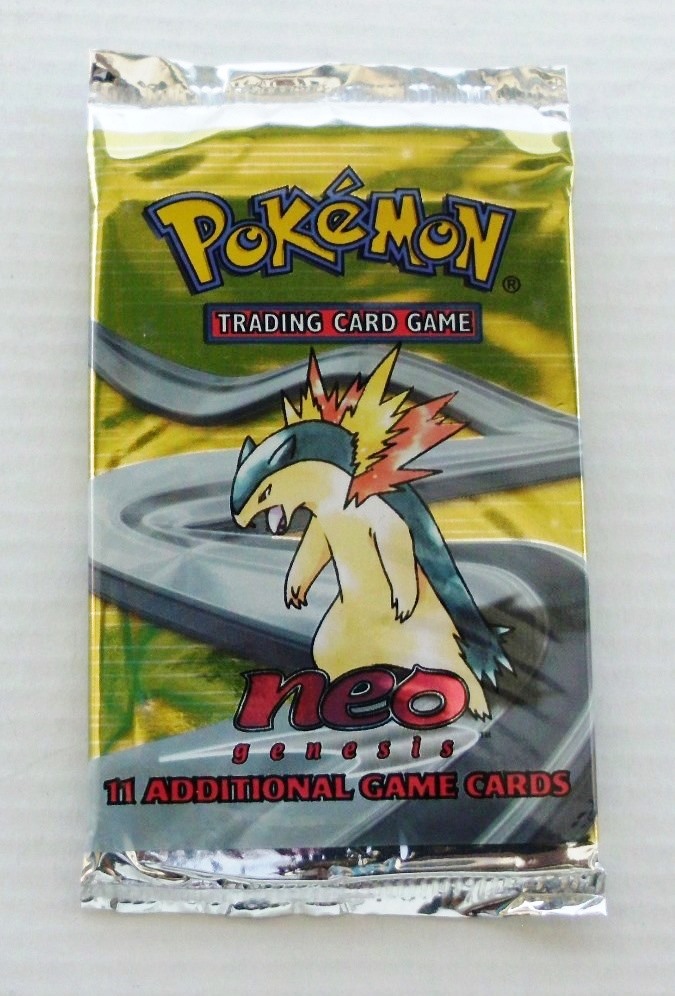 POKéMON®
TRADING CARD GAME
neo
genesis
11 ADDITIONAL GAME CARDS